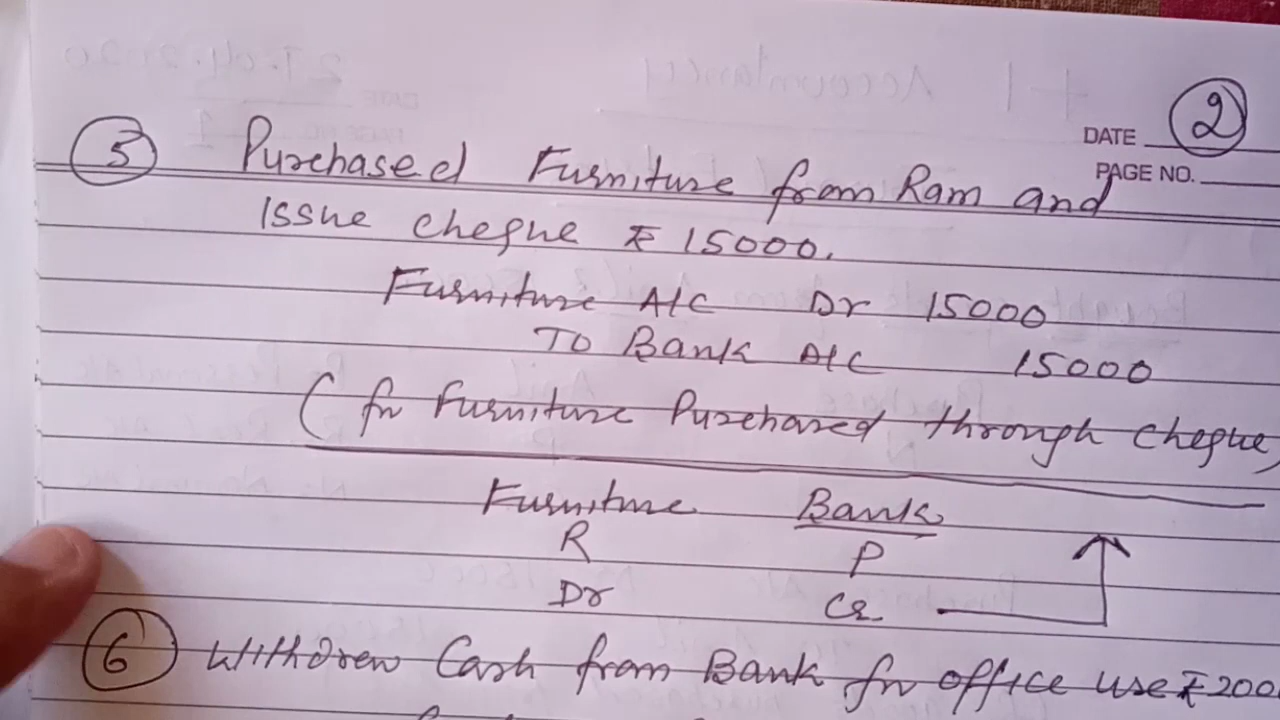 2
DATE
PAGE NO.
5 Purchased Furniture from Ram and
Issue cheque ₹ 15000.
Furniture A/C Dr 15000
To Bank A/C 15000
(for Furniture Purchased through cheque)
Furniture Bank
R P
Dr Cr
6 Withdrew Cash from Bank for office use ₹200